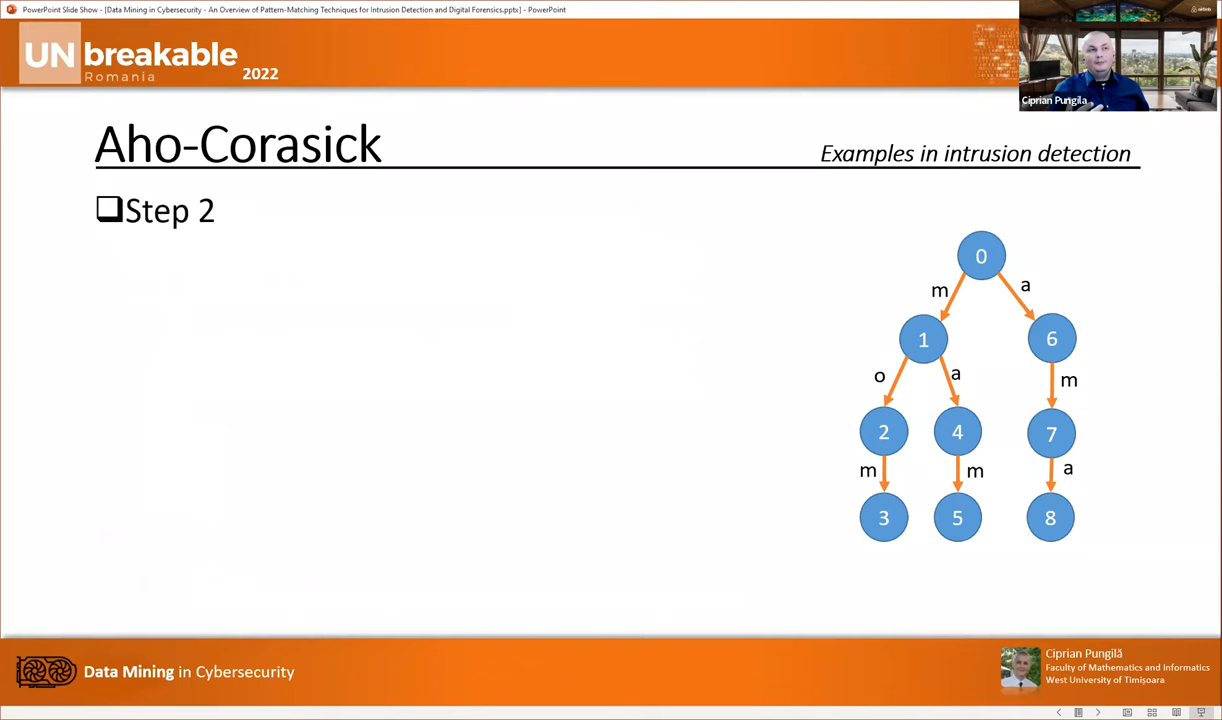 PowerPoint Slide Show - [Data Mining in Cybersecurity - An Overview of Pattern-Matching Techniques for Intrusion Detection and Digital Forensics.pptx] - PowerPoint
UNbreakable
Romania
2022
Ciprian Pungila
Aho-Corasick
Examples in intrusion detection
Step 2
0
m
a
1
6
o
a
m
2
4
7
m
m
a
3
5
8
Data Mining in Cybersecurity
Ciprian Pungilă
Faculty of Mathematics and Informatics
West University of Timișoara